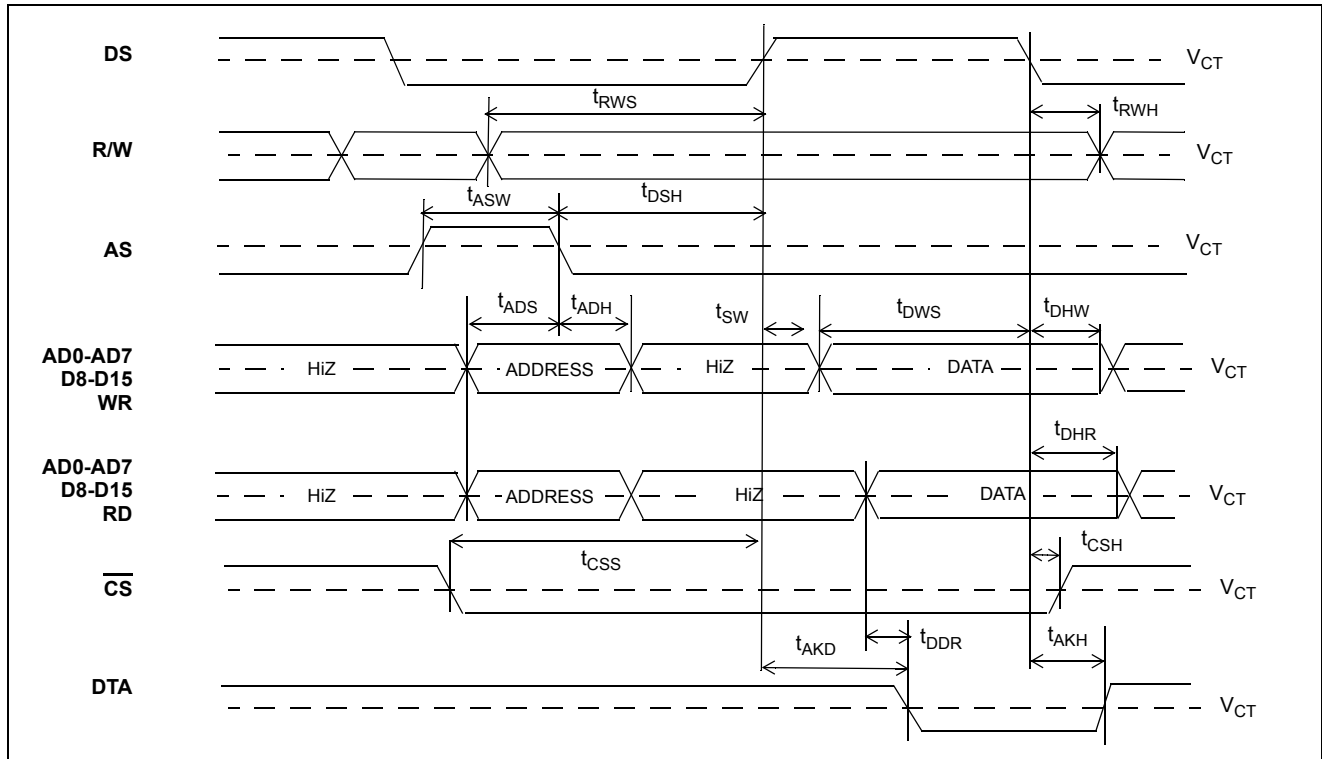 DS
V_CT
t_RWS
t_RWH
R/W
V_CT
t_ASW
t_DSH
AS
V_CT
t_ADS
t_ADH
t_SW
t_DWS
t_DHW
AD0-AD7
D8-D15
WR
HiZ
ADDRESS
HiZ
DATA
V_CT
t_DHR
AD0-AD7
D8-D15
RD
HiZ
ADDRESS
HiZ
DATA
V_CT
t_CSS
t_CSH
CS
V_CT
t_AKD
t_DDR
t_AKH
DTA
V_CT